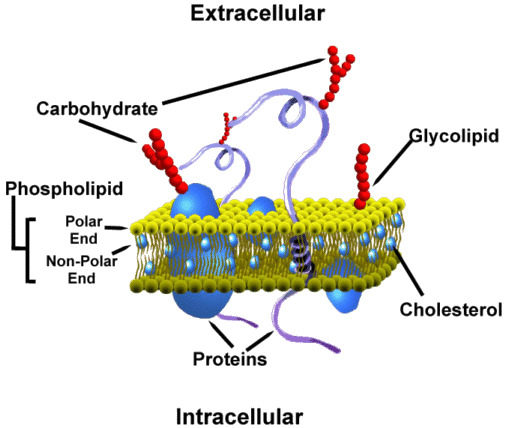 Extracellular
Carbohydrate
Glycolipid
Phospholipid
Polar
End
Non-Polar
End
Cholesterol
Proteins
Intracellular